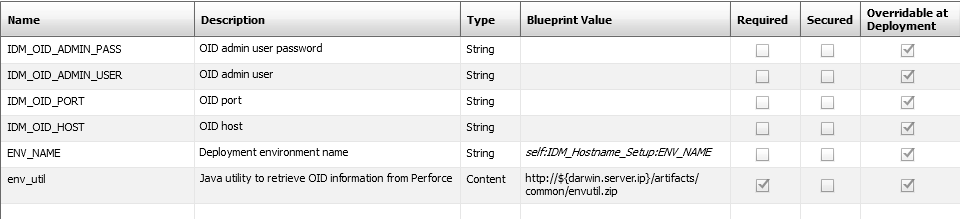 Name Description Type Blueprint Value Required Secured Overridable at
Deployment
IDM_OID_ADMIN_PASS OID admin user password String
IDM_OID_ADMIN_USER OID admin user String
IDM_OID_PORT OID port String
IDM_OID_HOST OID host String
ENV_NAME Deployment environment name String self:IDM_Hostname_Setup:ENV_NAME
env_util Java utility to retrieve OID information from Perforce Content http://${darwin.server.ip}/artifacts/
common/envutil.zip